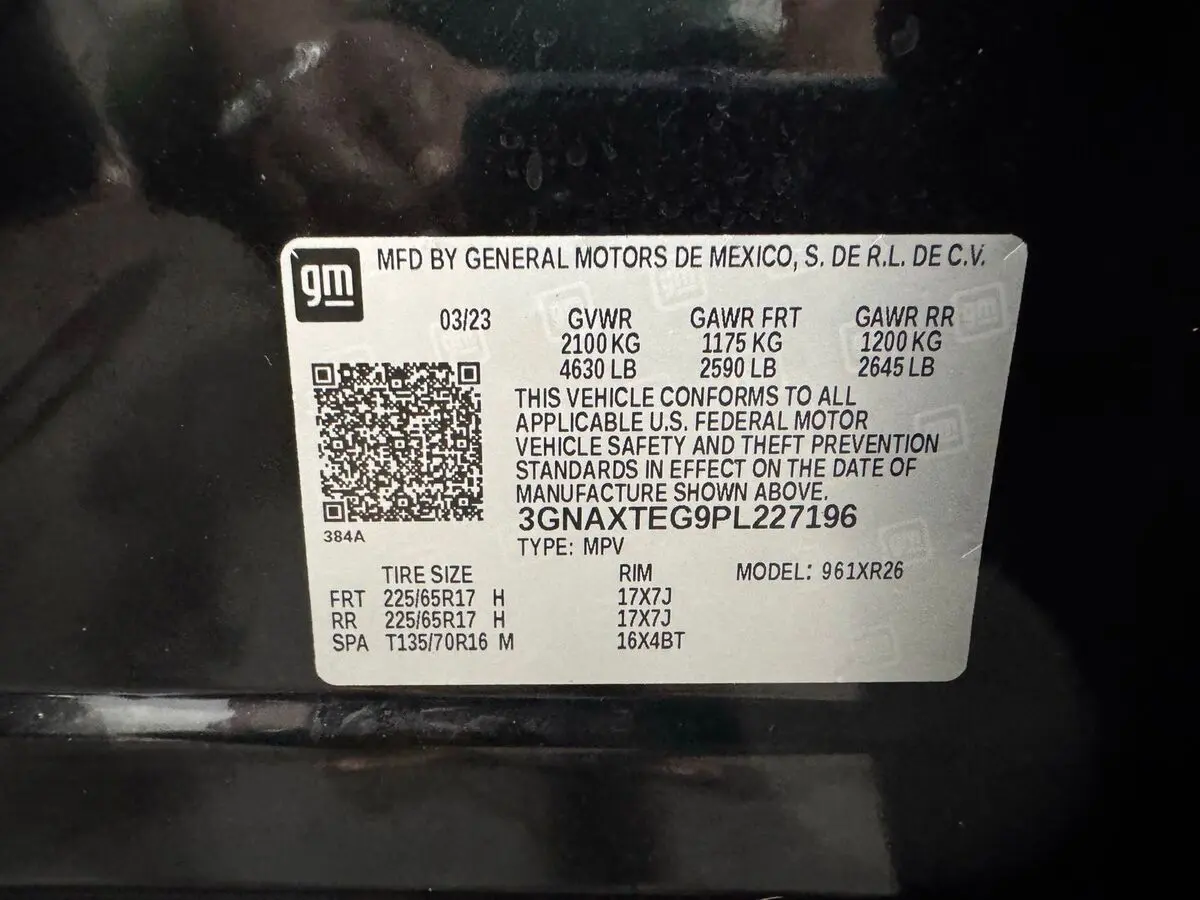 gm MFD BY GENERAL MOTORS DE MEXICO, S. DE R.L. DE C.V.
03/23 GVWR GAWR FRT GAWR RR
2100 KG 1175 KG 1200 KG
4630 LB 2590 LB 2645 LB
THIS VEHICLE CONFORMS TO ALL
APPLICABLE U.S. FEDERAL MOTOR
VEHICLE SAFETY AND THEFT PREVENTION
STANDARDS IN EFFECT ON THE DATE OF
MANUFACTURE SHOWN ABOVE.
3GNAXTEG9PL227196
384A
TYPE: MPV
TIRE SIZE RIM MODEL: 961XR26
FRT 225/65R17 H 17X7J
RR 225/65R17 H 17X7J
SPA T135/70R16 M 16X4BT